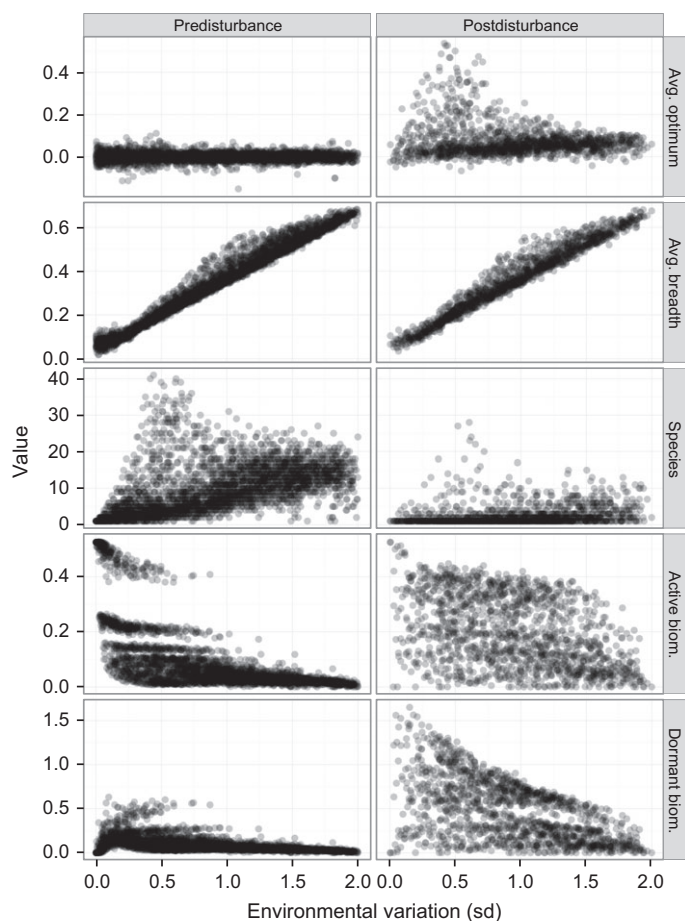 Predisturbance
Postdisturbance
0.4
0.2
0.0
Avg. optimum
0.6
0.4
0.2
0.0
Avg. breadth
40
30
20
10
0
Species
Value
0.4
0.2
0.0
Active biom.
1.5
1.0
0.5
0.0
Dormant biom.
0.0 0.5 1.0 1.5 2.0 0.0 0.5 1.0 1.5 2.0
Environmental variation (sd)